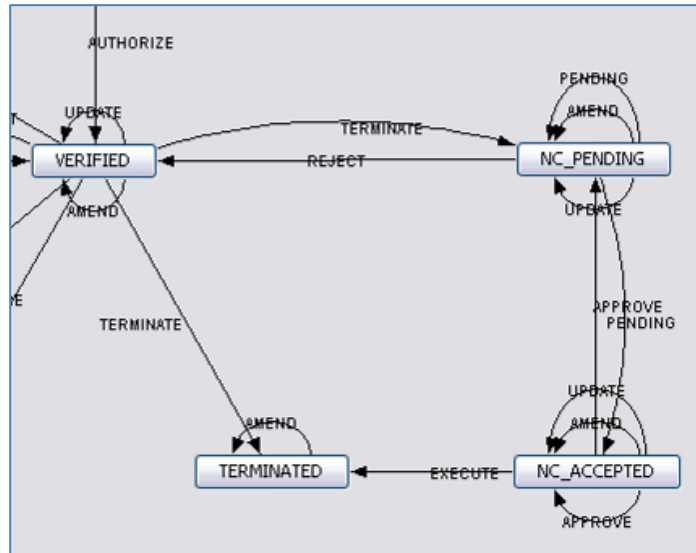 AUTHORIZE
PENDING
UPDATE
AMEND
TERMINATE
VERIFIED
REJECT
NC_PENDING
AMEND
UPDATE
APPROVE
PENDING
TERMINATE
UPDATE
AMEND
AMEND
TERMINATED
EXECUTE
NC_ACCEPTED
APPROVE